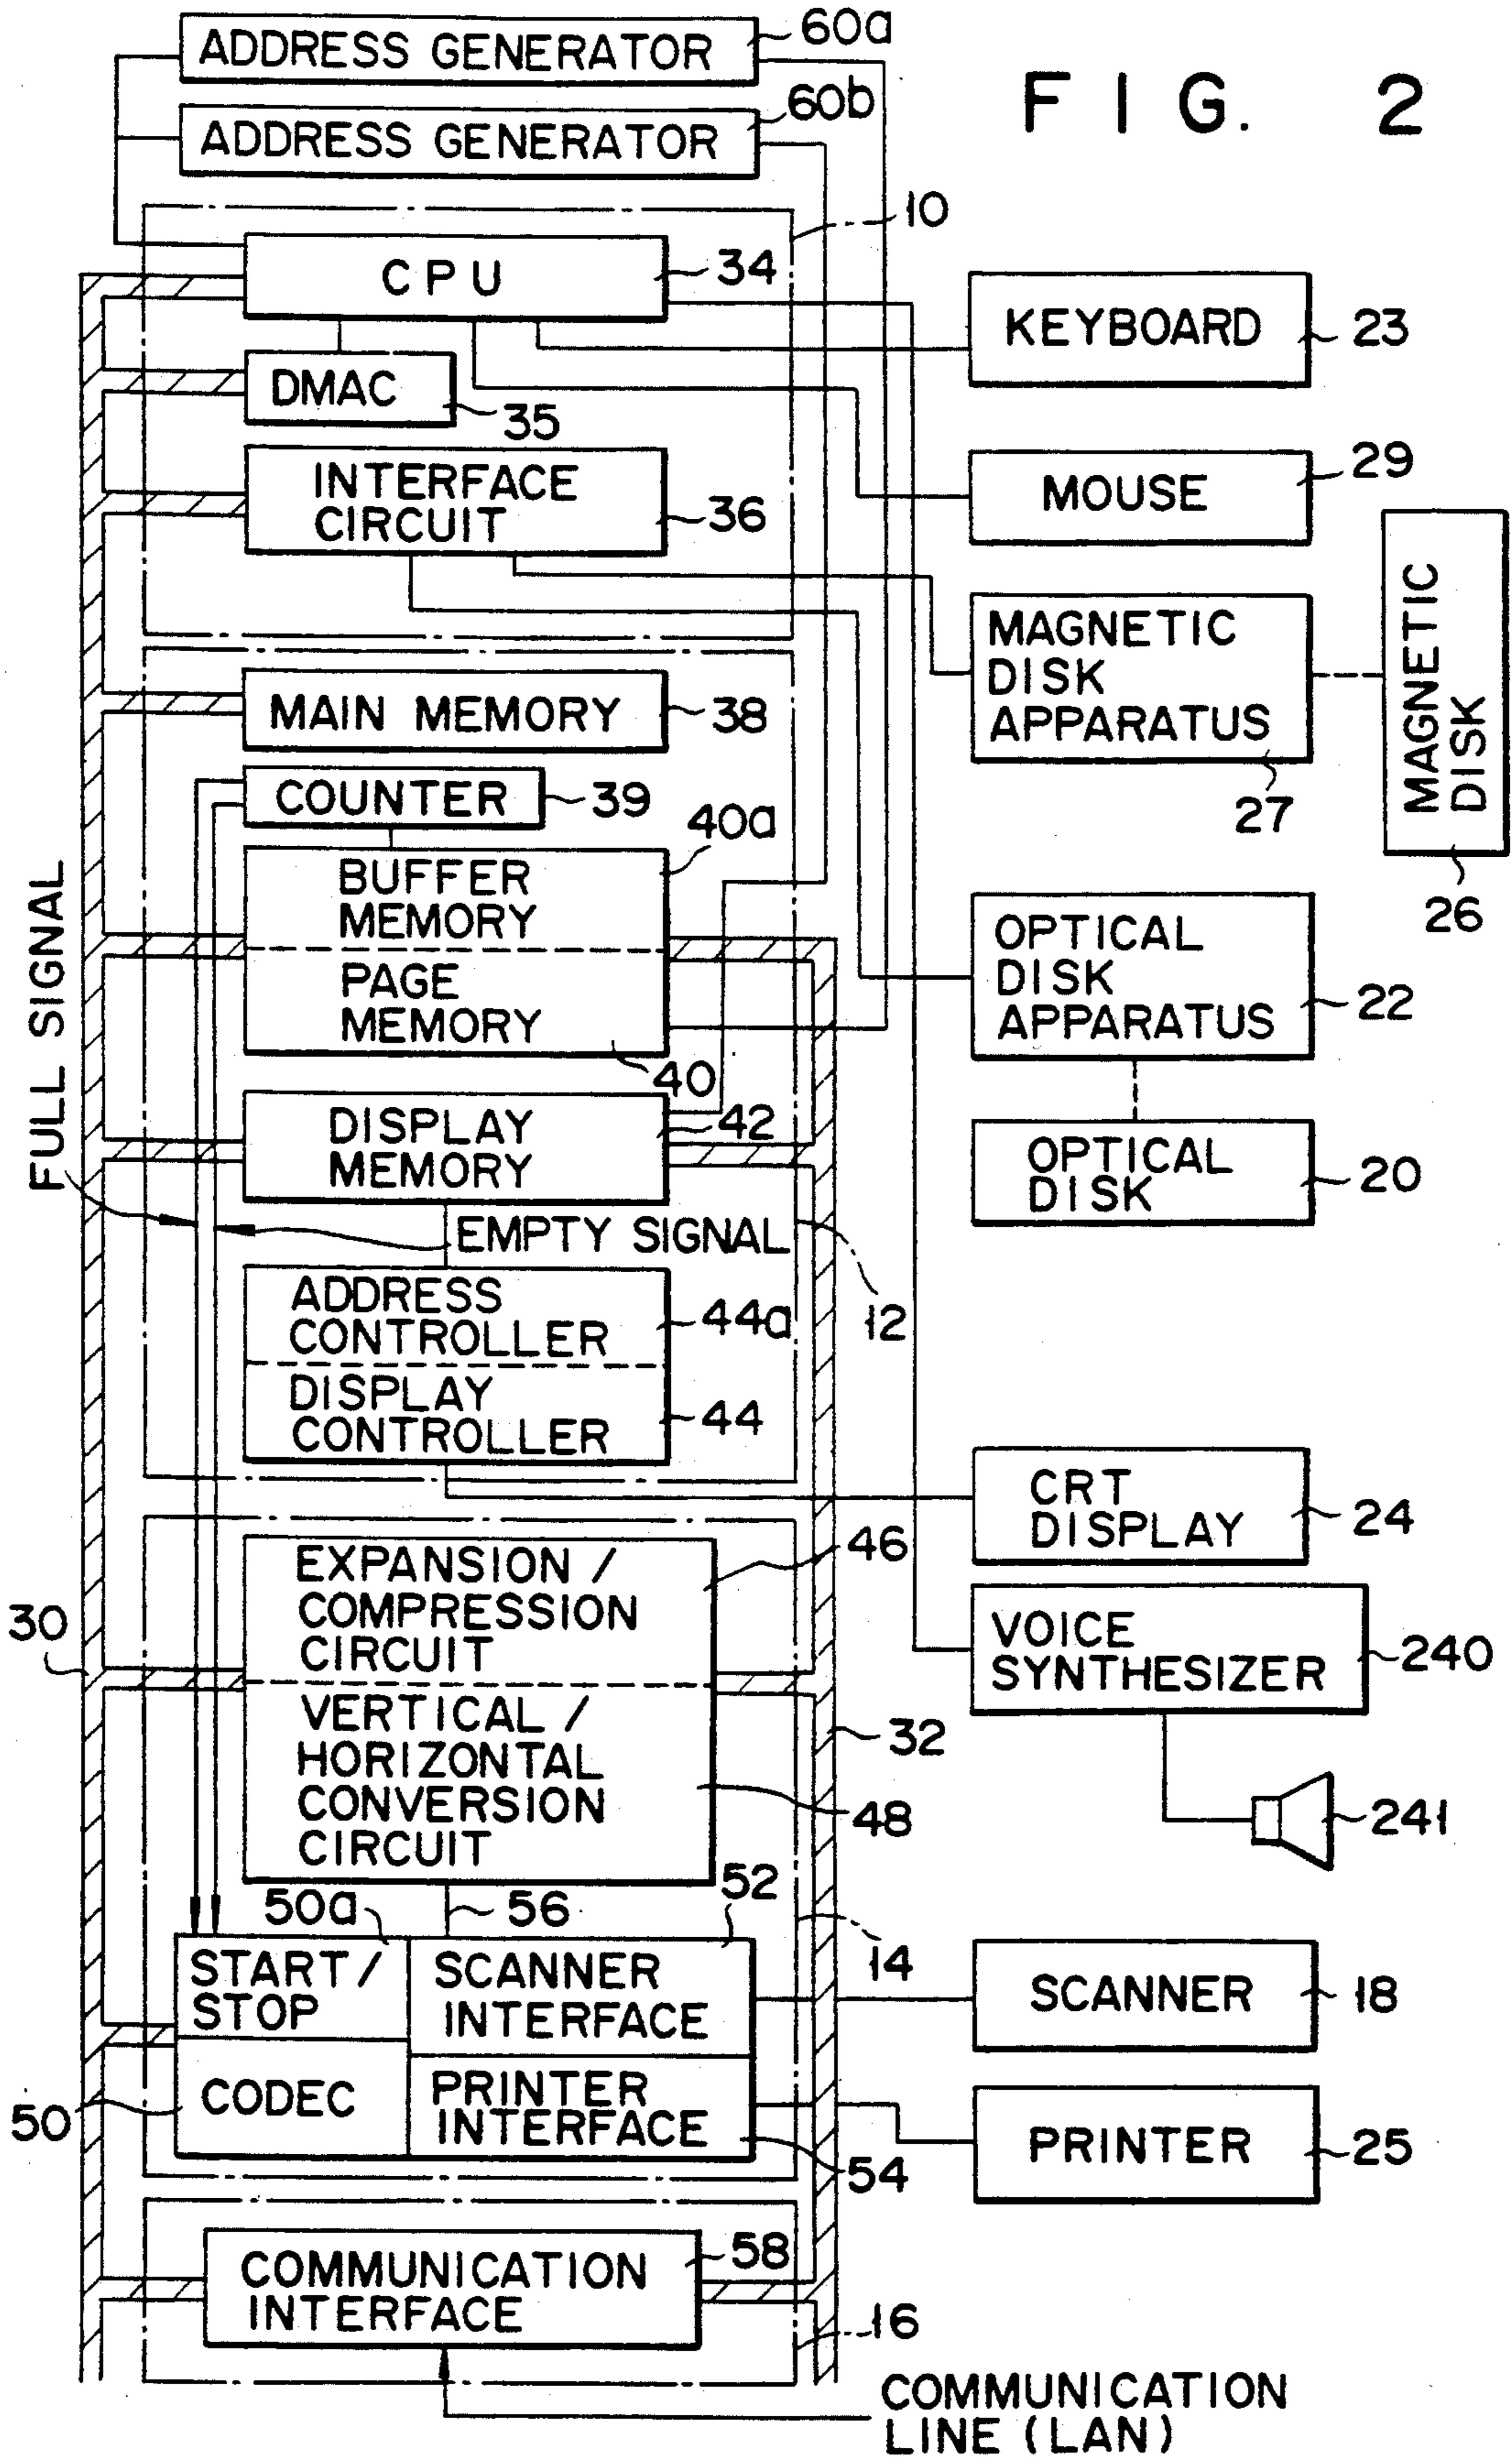 FIG. 2
ADDRESS GENERATOR
60a
ADDRESS GENERATOR
60b
10
CPU
34
KEYBOARD
23
DMAC
35
INTERFACE
CIRCUIT
36
MOUSE
29
MAGNETIC
DISK
APPARATUS
27
MAGNETIC
DISK
26
MAIN MEMORY
38
COUNTER
39
40a
BUFFER
MEMORY
PAGE
MEMORY
40
FULL SIGNAL
OPTICAL
DISK
APPARATUS
22
DISPLAY
MEMORY
42
OPTICAL
DISK
20
EMPTY SIGNAL
12
ADDRESS
CONTROLLER
44a
DISPLAY
CONTROLLER
44
CRT
DISPLAY
24
EXPANSION /
COMPRESSION
CIRCUIT
46
30
VOICE
SYNTHESIZER
240
VERTICAL /
HORIZONTAL
CONVERSION
CIRCUIT
48
32
241
50a
56
52
14
START /
STOP
SCANNER
INTERFACE
SCANNER
18
50
CODEC
PRINTER
INTERFACE
54
PRINTER
25
COMMUNICATION
INTERFACE
58
16
COMMUNICATION
LINE (LAN)